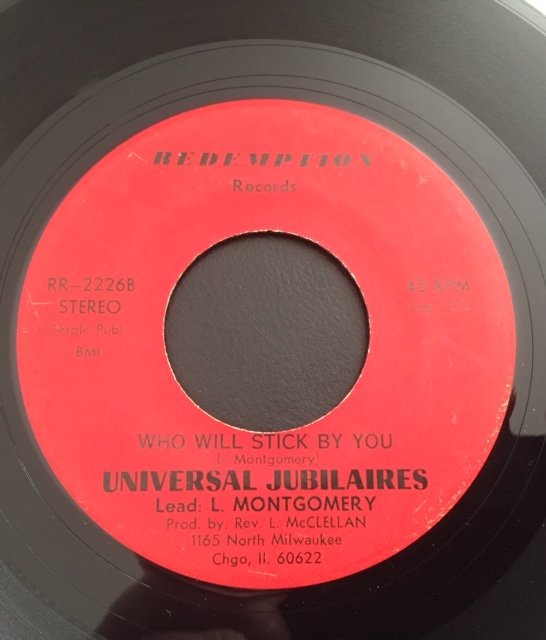 REDEMPTION
Records
RR-2226B
STEREO
Publ.
BMI
45 RPM
WHO WILL STICK BY YOU
Montgomery)
UNIVERSAL JUBILAIRES
Lead: L. MONTGOMERY
Prod. by: Rev. L. McCLELLAN
1165 North Milwaukee
Chgo, Il. 60622